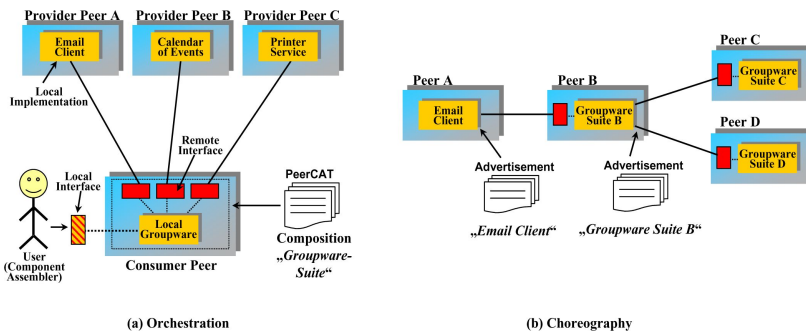 Provider Peer A
Provider Peer B
Provider Peer C
Email
Client
Calendar
of Events
Printer
Service
Local
Implementation
Remote
Interface
Local
Interface
PeerCAT
Local
Groupware
User
(Component
Assembler)
Consumer Peer
Composition
„Groupware-
Suite“
(a) Orchestration
Peer A
Peer B
Peer C
Peer D
Email
Client
Groupware
Suite B
Groupware
Suite C
Groupware
Suite D
Advertisement
Advertisement
„Email Client“
„Groupware Suite B“
(b) Choreography